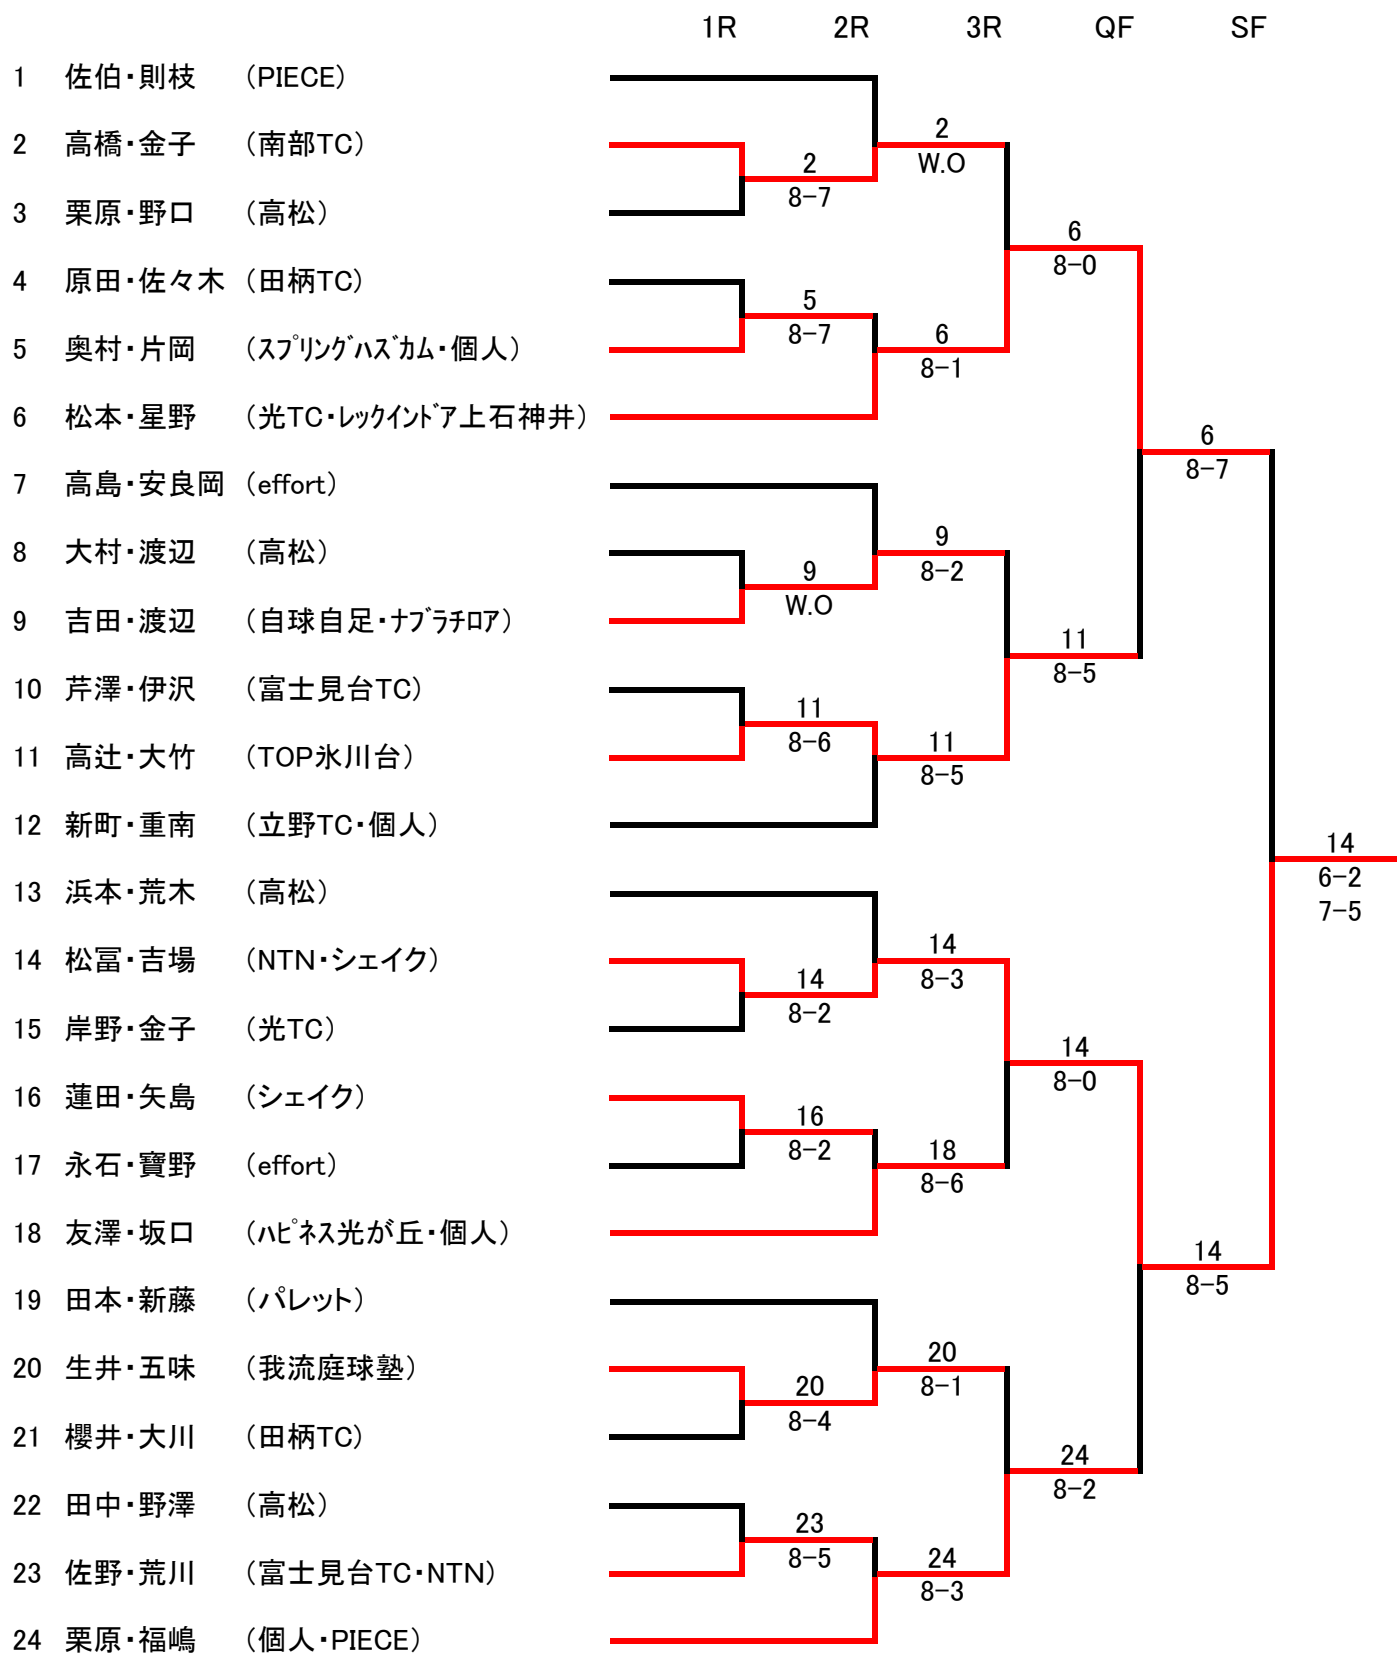 1R 2R 3R QF SF
1 佐伯・則枝 （PIECE）
2
2 高橋・金子 （南部TC）
2 W.O
8-7
3 栗原・野口 （高松）
6
8-0
4 原田・佐々木 （田柄TC）
5
8-7 6
5 奥村・片岡 （ｽﾌﾟﾘﾝｸﾞﾊｽﾞｶﾑ・個人）
8-1
6 松本・星野 （光TC・ﾚｯｸｲﾝﾄﾞｱ上石神井）
6
8-7
7 高島・安良岡 （effort）
9
8 大村・渡辺 （高松）
9 8-2
W.O
9 吉田・渡辺 （自球自足・ﾅﾌﾞﾗﾁﾛｱ）
11
8-5
10 芹澤・伊沢 （富士見台TC）
11
8-6 11
11 高辻・大竹 （TOP氷川台）
8-5
12 新町・重南 （立野TC・個人）
14
6-2
13 浜本・荒木 （高松）
7-5
14
14 松冨・吉場 （NTN・シェイク）
14 8-3
8-2
15 岸野・金子 （光TC）
14
8-0
16 蓮田・矢島 （シェイク）
16
8-2 18
17 永石・寶野 （effort）
8-6
18 友澤・坂口 （ﾊﾋﾟﾈｽ光が丘・個人）
14
8-5
19 田本・新藤 （パレット）
20
20 生井・五味 （我流庭球塾）
20 8-1
8-4
21 櫻井・大川 （田柄TC）
24
8-2
22 田中・野澤 （高松）
23
8-5 24
23 佐野・荒川 （富士見台TC・NTN）
8-3
24 栗原・福嶋 （個人・PIECE）